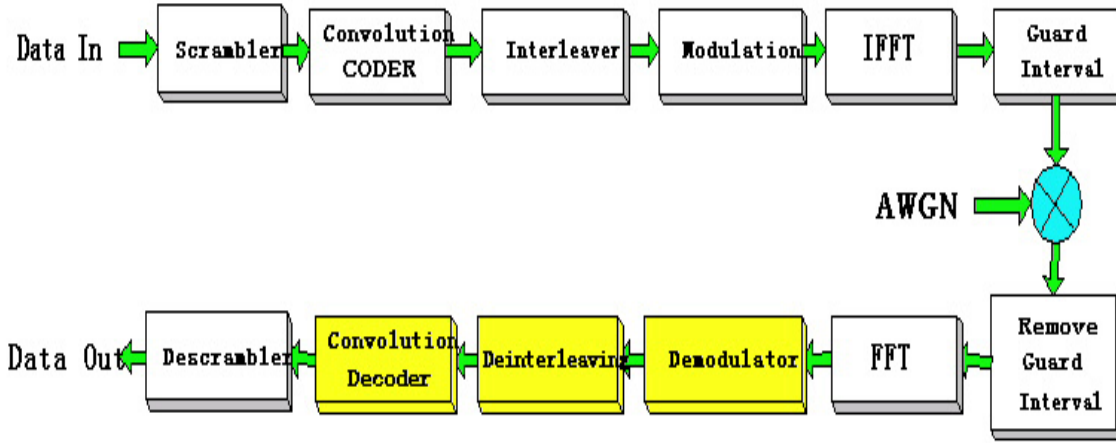 Data In
Scrambler
Convolution
CODER
Interleaver
Modulation
IFFT
Guard
Interval
AWGN
Data Out
Descrambler
Convolution
Decoder
Deinterleaving
Demodulator
FFT
Remove
Guard
Interval